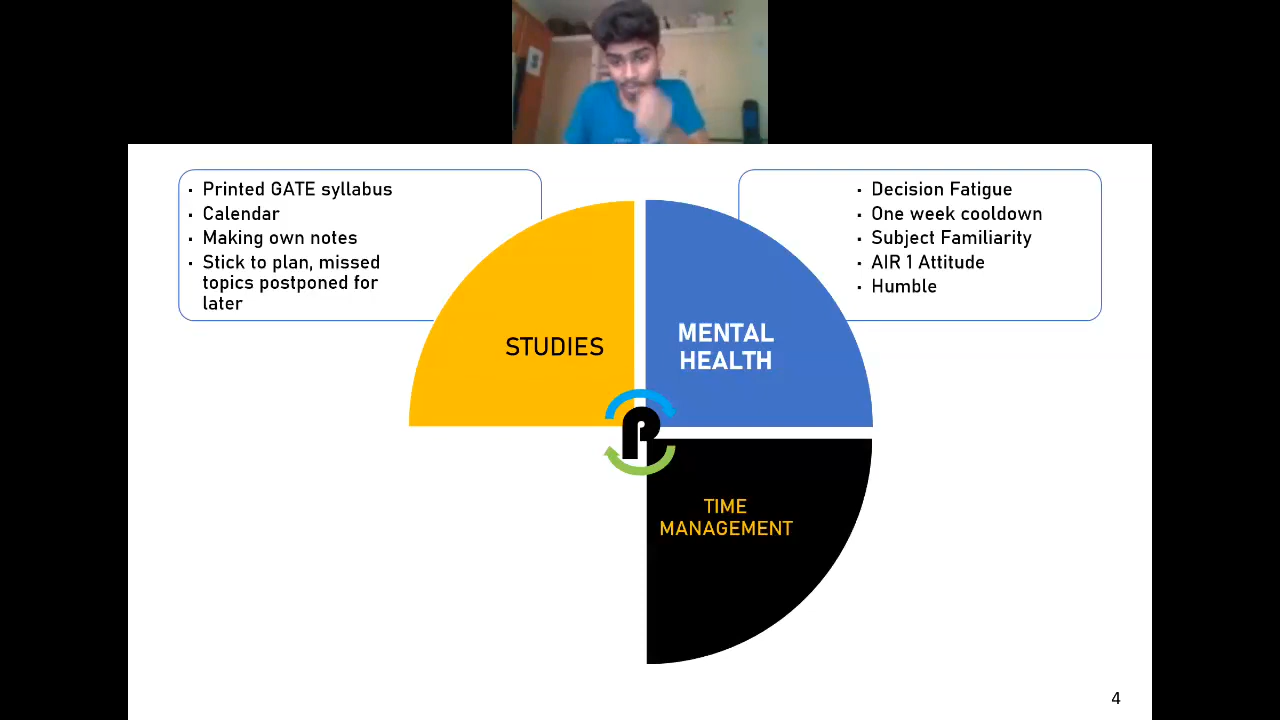 ▪ Printed GATE syllabus
▪ Calendar
▪ Making own notes
▪ Stick to plan, missed
topics postponed for
later
▪ Decision Fatigue
▪ One week cooldown
▪ Subject Familiarity
▪ AIR 1 Attitude
▪ Humble
STUDIES
MENTAL
HEALTH
TIME
MANAGEMENT
4